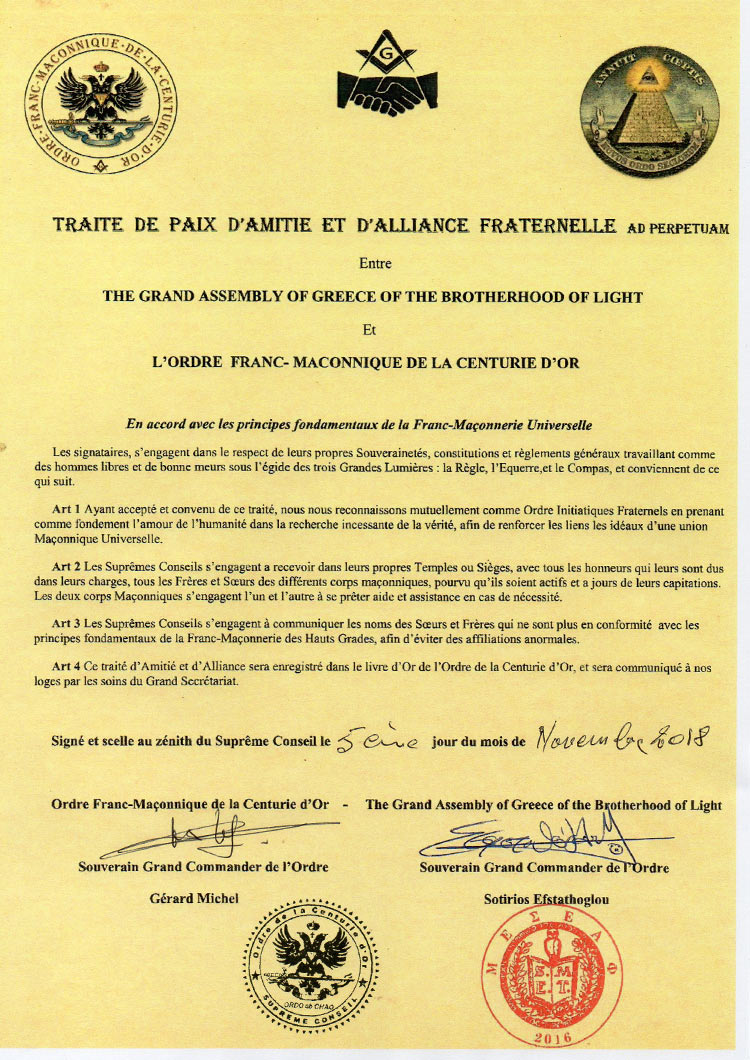 ORDRE·FRANC-MAÇONNIQUE·DE·LA·CENTURIE·D'OR
G
ANNUIT CŒPTIS
NOVUS ORDO SECLORUM
TRAITE DE PAIX D'AMITIE ET D'ALLIANCE FRATERNELLE AD PERPETUAM
Entre
THE GRAND ASSEMBLY OF GREECE OF THE BROTHERHOOD OF LIGHT
Et
L'ORDRE FRANC- MACONNIQUE DE LA CENTURIE D'OR
En accord avec les principes fondamentaux de la Franc-Maçonnerie Universelle
Les signataires, s'engagent dans le respect de leurs propres Souverainetés, constitutions et règlements généraux travaillant comme
des hommes libres et de bonne meurs sous l'égide des trois Grandes Lumières : la Règle, l'Equerre,et le Compas, et conviennent de ce
qui suit.
Art 1 Ayant accepté et convenu de ce traité, nous nous reconnaissons mutuellement comme Ordre Initiatiques Fraternels en prenant
comme fondement l'amour de l'humanité dans la recherche incessante de la vérité, afin de renforcer les liens les idéaux d'une union
Maçonnique Universelle.
Art 2 Les Suprêmes Conseils s'engagent a recevoir dans leurs propres Temples ou Sièges, avec tous les honneurs qui leurs sont dus
dans leurs charges, tous les Frères et Sœurs des différents corps maçonniques, pourvu qu'ils soient actifs et a jours de leurs capitations.
Les deux corps Maçonniques s'engagent l'un et l'autre à se prêter aide et assistance en cas de nécessité.
Art 3 Les Suprêmes Conseils s'engagent à communiquer les noms des Sœurs et Frères qui ne sont plus en conformité avec les
principes fondamentaux de la Franc-Maçonnerie des Hauts Grades, afin d'éviter des affiliations anormales.
Art 4 Ce traité d'Amitié et d'Alliance sera enregistré dans le livre d'Or de l'Ordre de la Centurie d'Or, et sera communiqué à nos
loges par les soins du Grand Secrétariat.
Signé et scelle au zénith du Suprême Conseil le 5ème jour du mois de Novembre 2018
Ordre Franc-Maçonnique de la Centurie d'Or - The Grand Assembly of Greece of the Brotherhood of Light
Souverain Grand Commander de l'Ordre Souverain Grand Commander de l'Ordre
Gérard Michel Sotirios Efstathoglou
Ordre de la Centurie d'Or
ORDO ab CHAO
SUPREME CONSEIL
Μ Ε Σ Ε Α Φ
S. M.
E. T.
2016